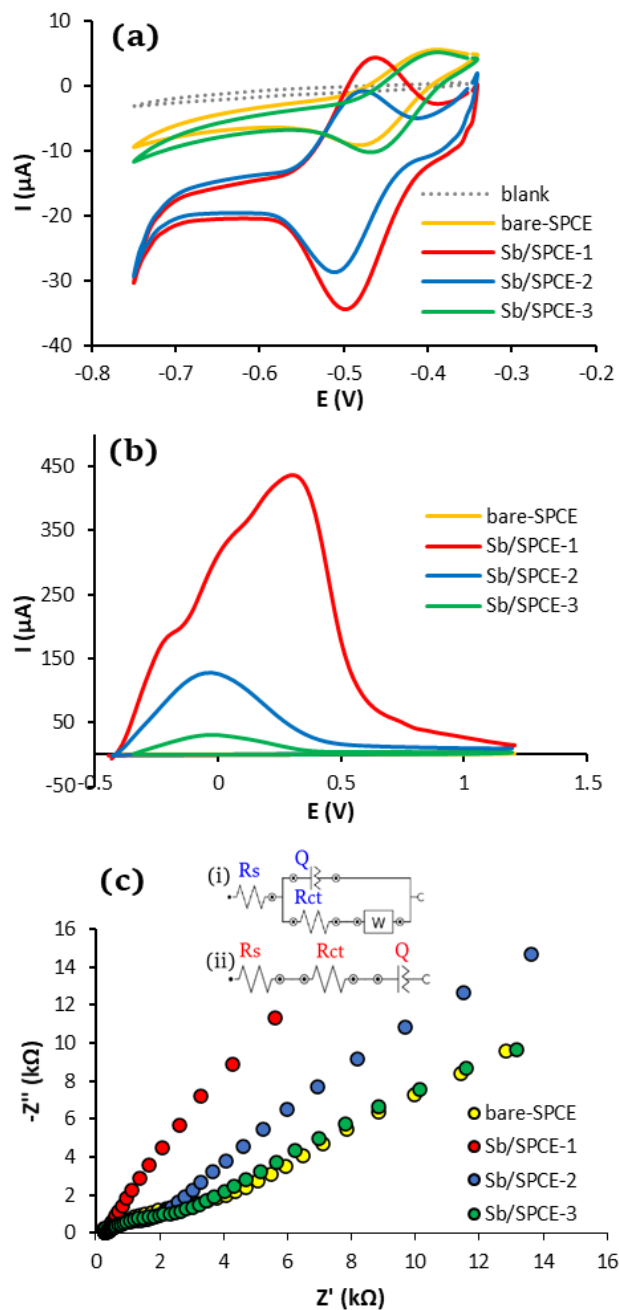 (a)
10
0
-10
-20
-30
-40
I (µA)
-0.8 -0.7 -0.6 -0.5 -0.4 -0.3 -0.2
E (V)
blank
bare-SPCE
Sb/SPCE-1
Sb/SPCE-2
Sb/SPCE-3
(b)
450
350
250
150
50
-50
I (µA)
-0.5 0 0.5 1 1.5
E (V)
bare-SPCE
Sb/SPCE-1
Sb/SPCE-2
Sb/SPCE-3
(c)
(i) Rs Q
Rct W
(ii) Rs Rct Q
16
14
12
10
8
6
4
2
0
-Z'' (kΩ)
0 2 4 6 8 10 12 14 16
Z' (kΩ)
bare-SPCE
Sb/SPCE-1
Sb/SPCE-2
Sb/SPCE-3